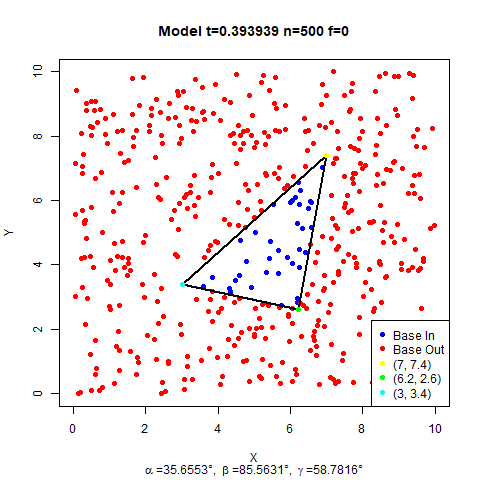 Model t=0.393939 n=500 f=0
Y
10
8
6
4
2
0
Base In
Base Out
(7, 7.4)
(6.2, 2.6)
(3, 3.4)
0 2 4 6 8 10
X
α=35.6553°, β=85.5631°, γ=58.7816°